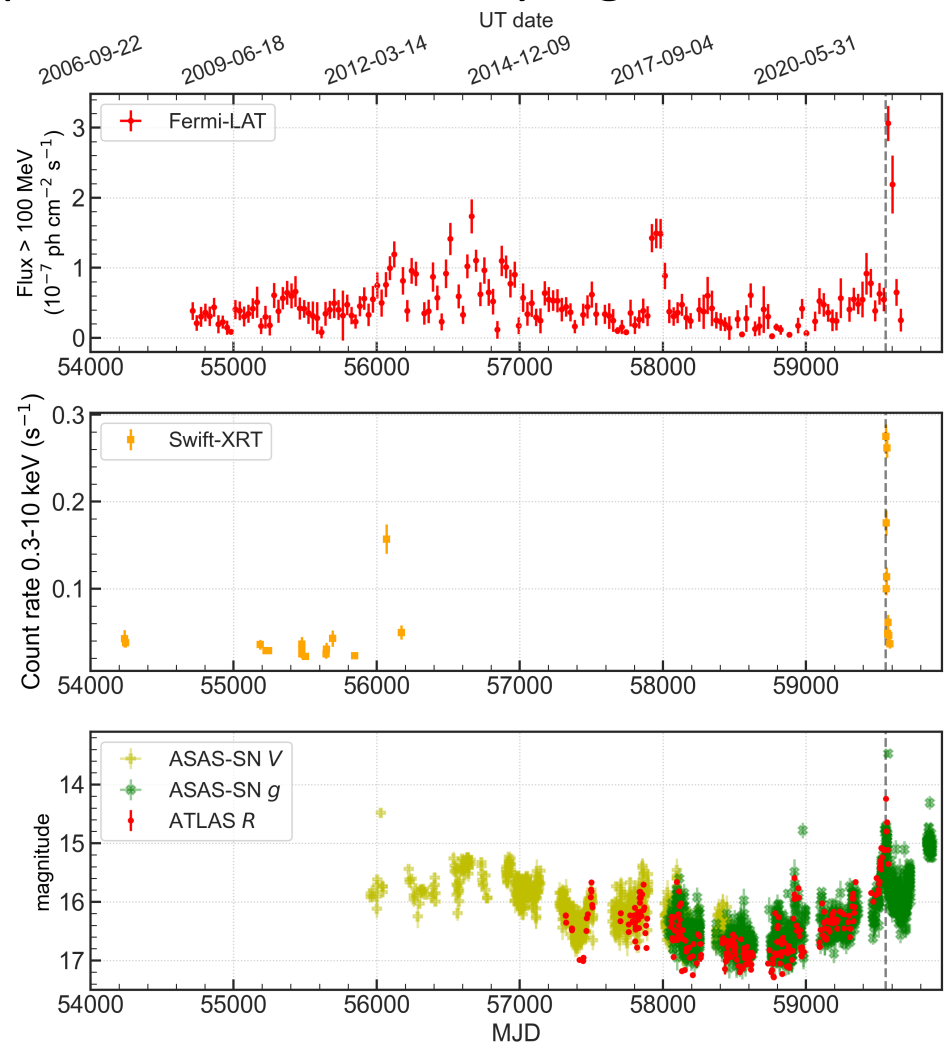 UT date
2006-09-22 2009-06-18 2012-03-14 2014-12-09 2017-09-04 2020-05-31
Fermi-LAT
Flux > 100 MeV
(10⁻⁷ ph cm⁻² s⁻¹)
3
2
1
0
54000 55000 56000 57000 58000 59000
Swift-XRT
Count rate 0.3-10 keV (s⁻¹)
0.3
0.2
0.1
54000 55000 56000 57000 58000 59000
ASAS-SN V
ASAS-SN g
ATLAS R
magnitude
14
15
16
17
54000 55000 56000 57000 58000 59000
MJD